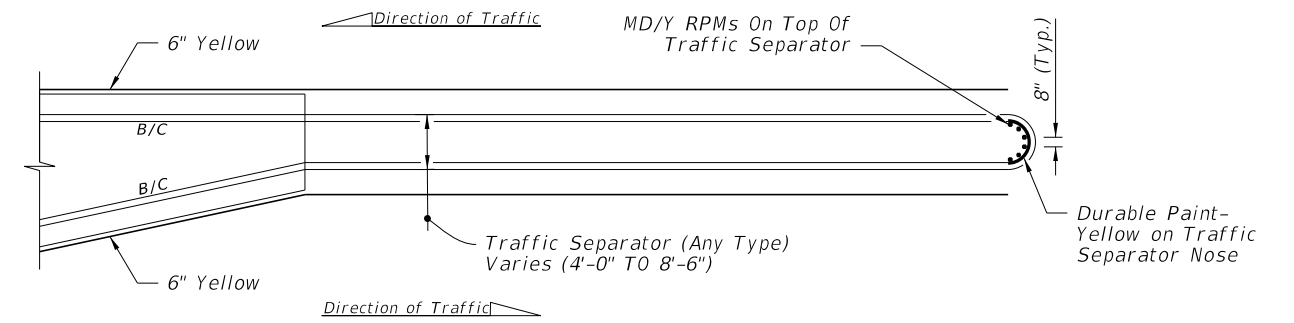 Direction of Traffic
MD/Y RPMs On Top Of
Traffic Separator
6" Yellow
8" (Typ.)
B/C
B/C
Durable Paint-
Yellow on Traffic
Separator Nose
Traffic Separator (Any Type)
Varies (4'-0" TO 8'-6")
6" Yellow
Direction of Traffic